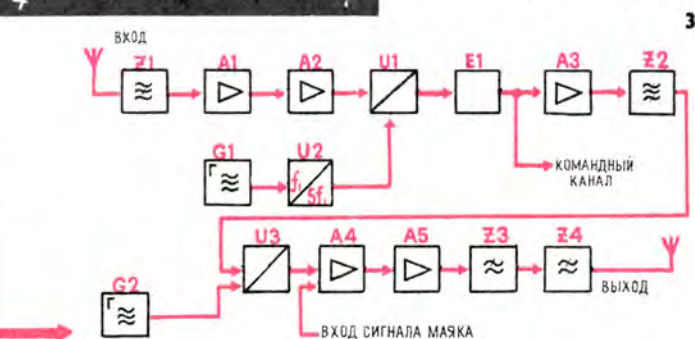 3
ВХОД
Z1 A1 A2 U1 E1 A3 Z2
G1 U2
f₁ 5f₁
КОМАНДНЫЙ
КАНАЛ
U3 A4 A5 Z3 Z4
G2
ВЫХОД
ВХОД СИГНАЛА МАЯКА